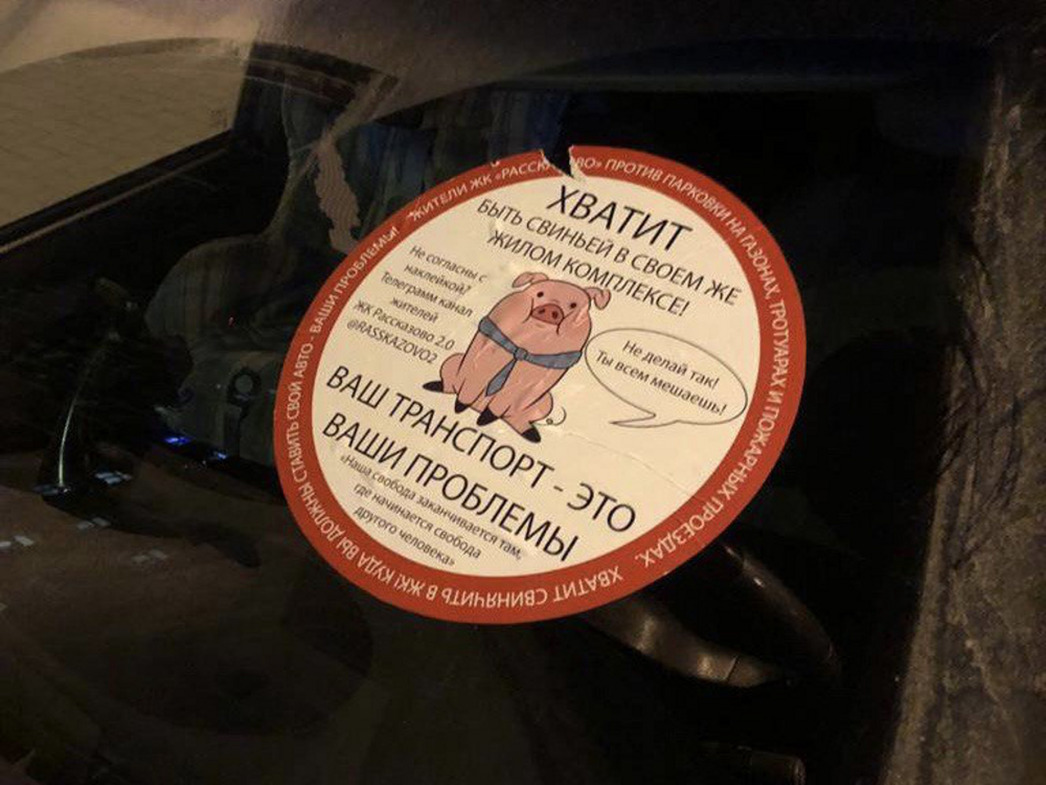 ЖИТЕЛИ ЖК «РАССК ВО» ПРОТИВ ПАРКОВКИ НА ГАЗОНАХ, ТРОТУАРАХ И ПОЖАРНЫХ ПРОЕЗДАХ.
ХВАТИТ СВИНЯЧИТЬ В ЖК! КУДА ВЫ ДОЛЖНЫ СТАВИТЬ СВОЙ АВТО - ВАШИ ПРОБЛЕМЫ!
ХВАТИТ
БЫТЬ СВИНЬЕЙ В СВОЕМ ЖЕ
ЖИЛОМ КОМПЛЕКСЕ!
Не согласны с
наклейкой?
Телеграмм канал
жителей
ЖК Рассказово 2.0
@RASSKAZOVO2
Не делай так!
Ты всем мешаешь!
ВАШ ТРАНСПОРТ - ЭТО
ВАШИ ПРОБЛЕМЫ
«Наша свобода заканчивается там,
где начинается свобода
другого человека»